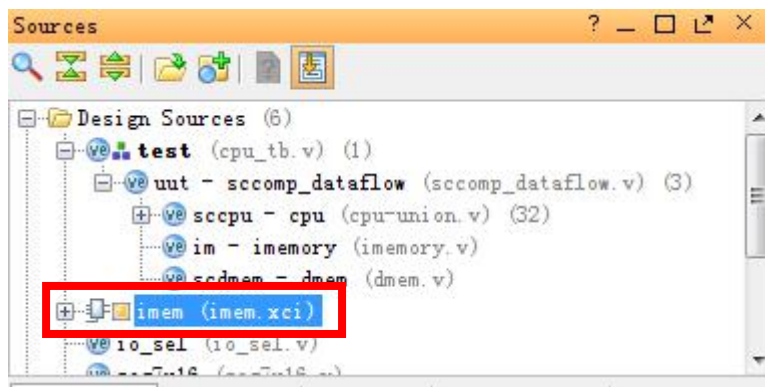 Sources
Design Sources (6)
test (cpu_tb.v) (1)
uut - sccomp_dataflow (sccomp_dataflow.v) (3)
sccpu - cpu (cpu-union.v) (32)
im - imemory (imemory.v)
scdmem - dmem (dmem.v)
imem (imem.xci)
io_sel (io_sel.v)